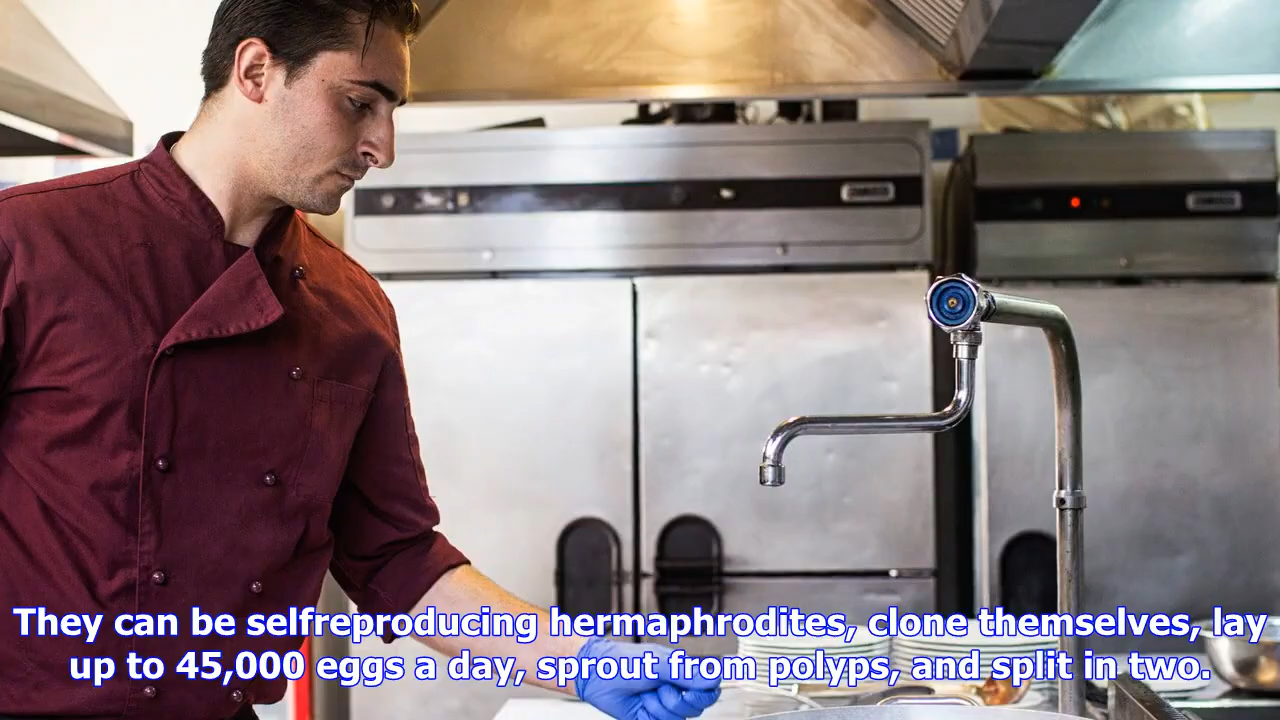 They can be selfreproducing hermaphrodites, clone themselves, lay
up to 45,000 eggs a day, sprout from polyps, and split in two.